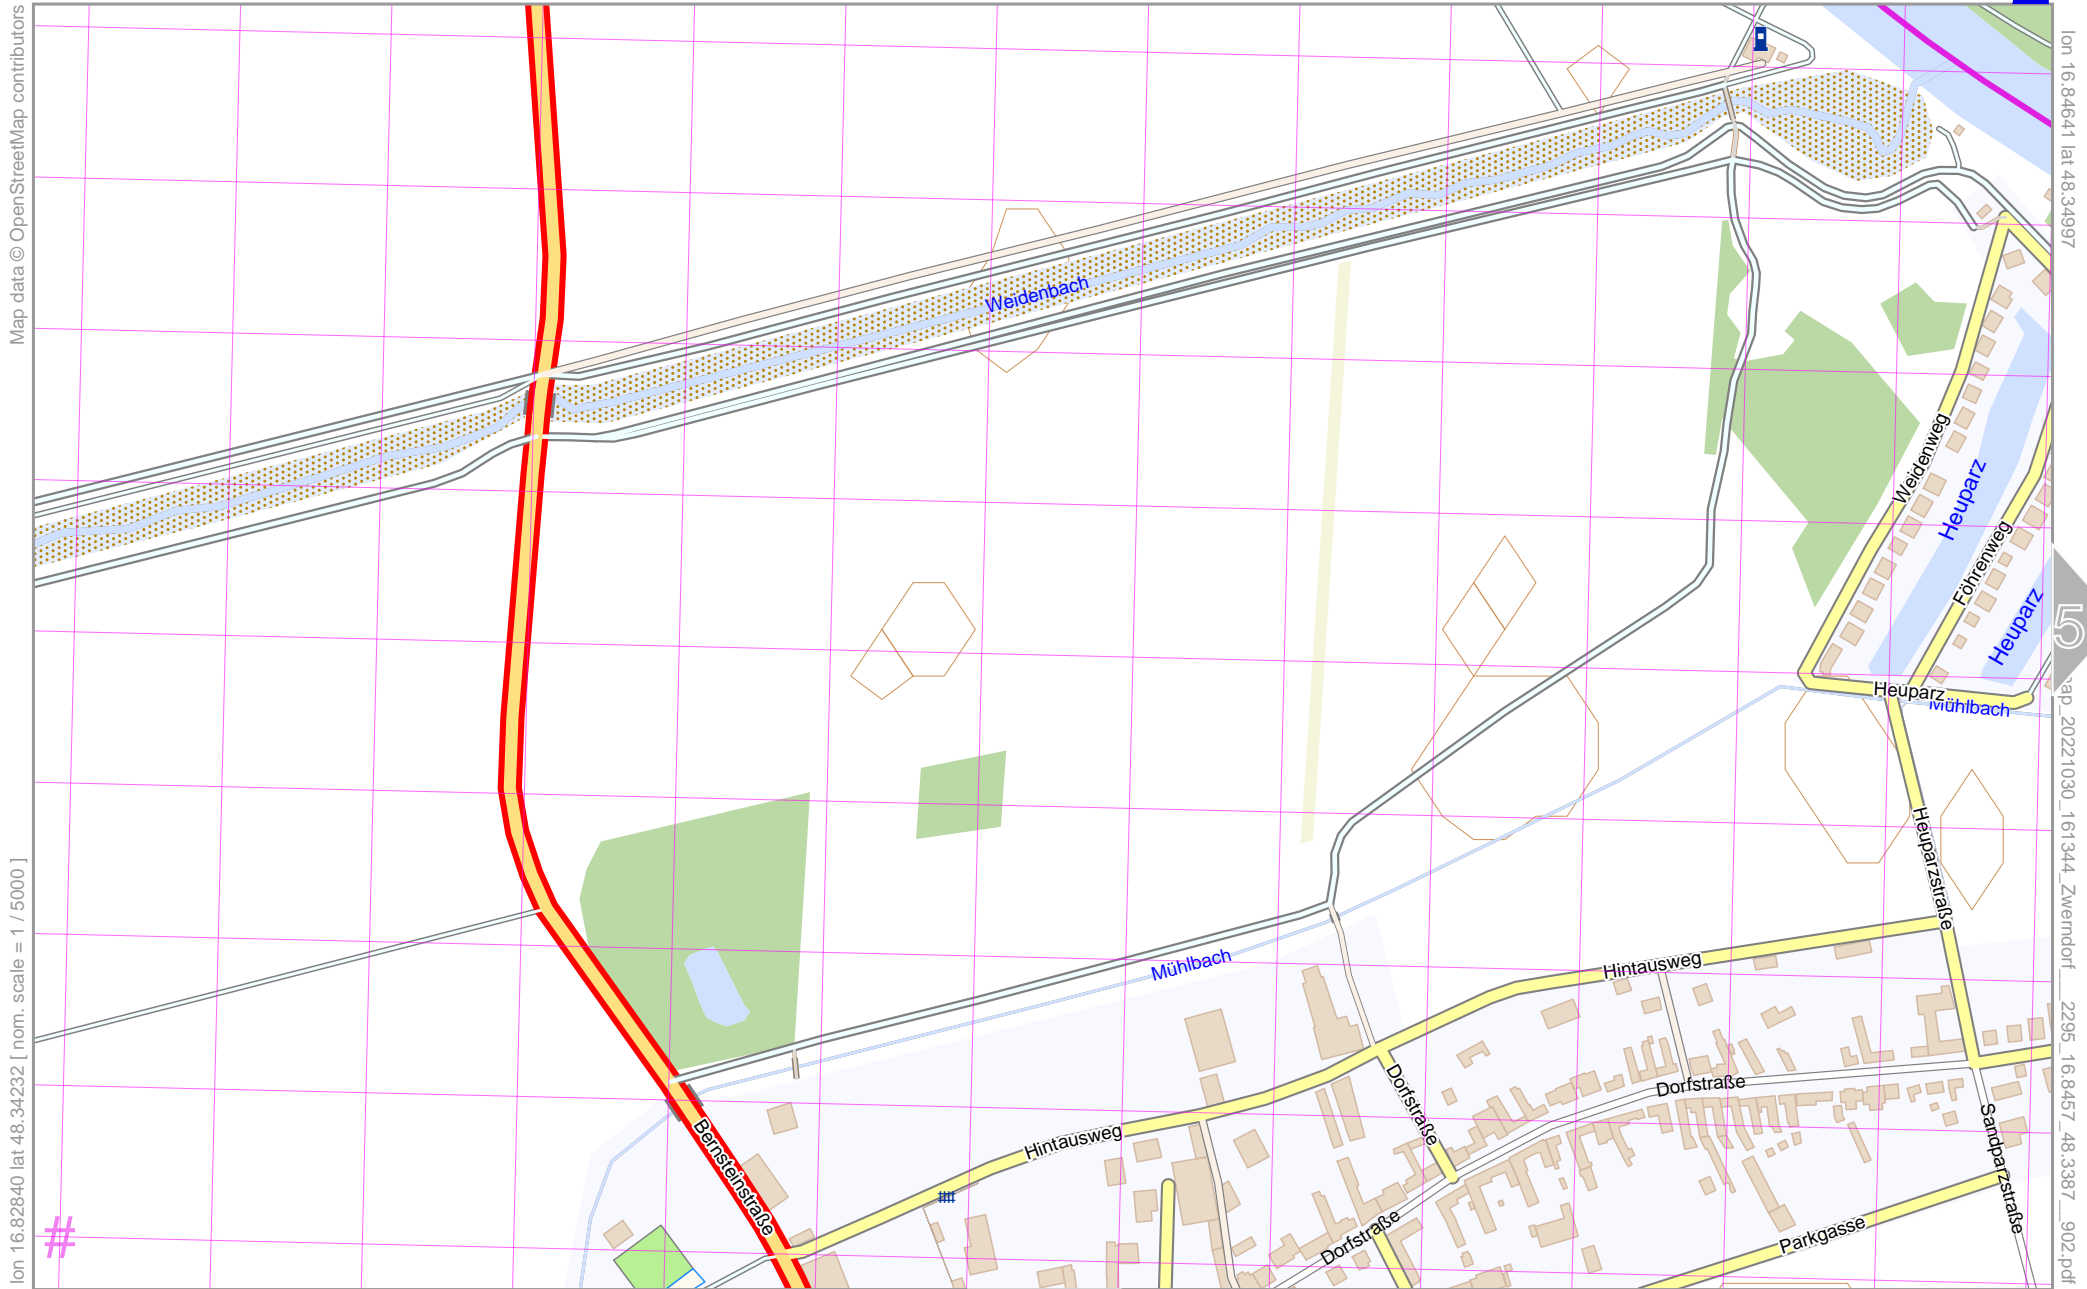 Map data © OpenStreetMap contributors
lon 16.82840 lat 48.34232 [ nom. scale = 1 / 5000 ]
lon 16.84641 lat 48.34997
ap_20221030_161344_Zwerndorf__2295_16.8457_48.3387__902.pdf
5
#
Weidenbach
Weidenweg
Heuparz
Föhrenweg
Heuparz
Heuparz
Mühlbach
Heuparzstraße
Mühlbach
Hintausweg
Dorfstraße
Dorfstraße
Hintausweg
Bernsteinstraße
Dorfstraße
Sandparzstraße
Parkgasse